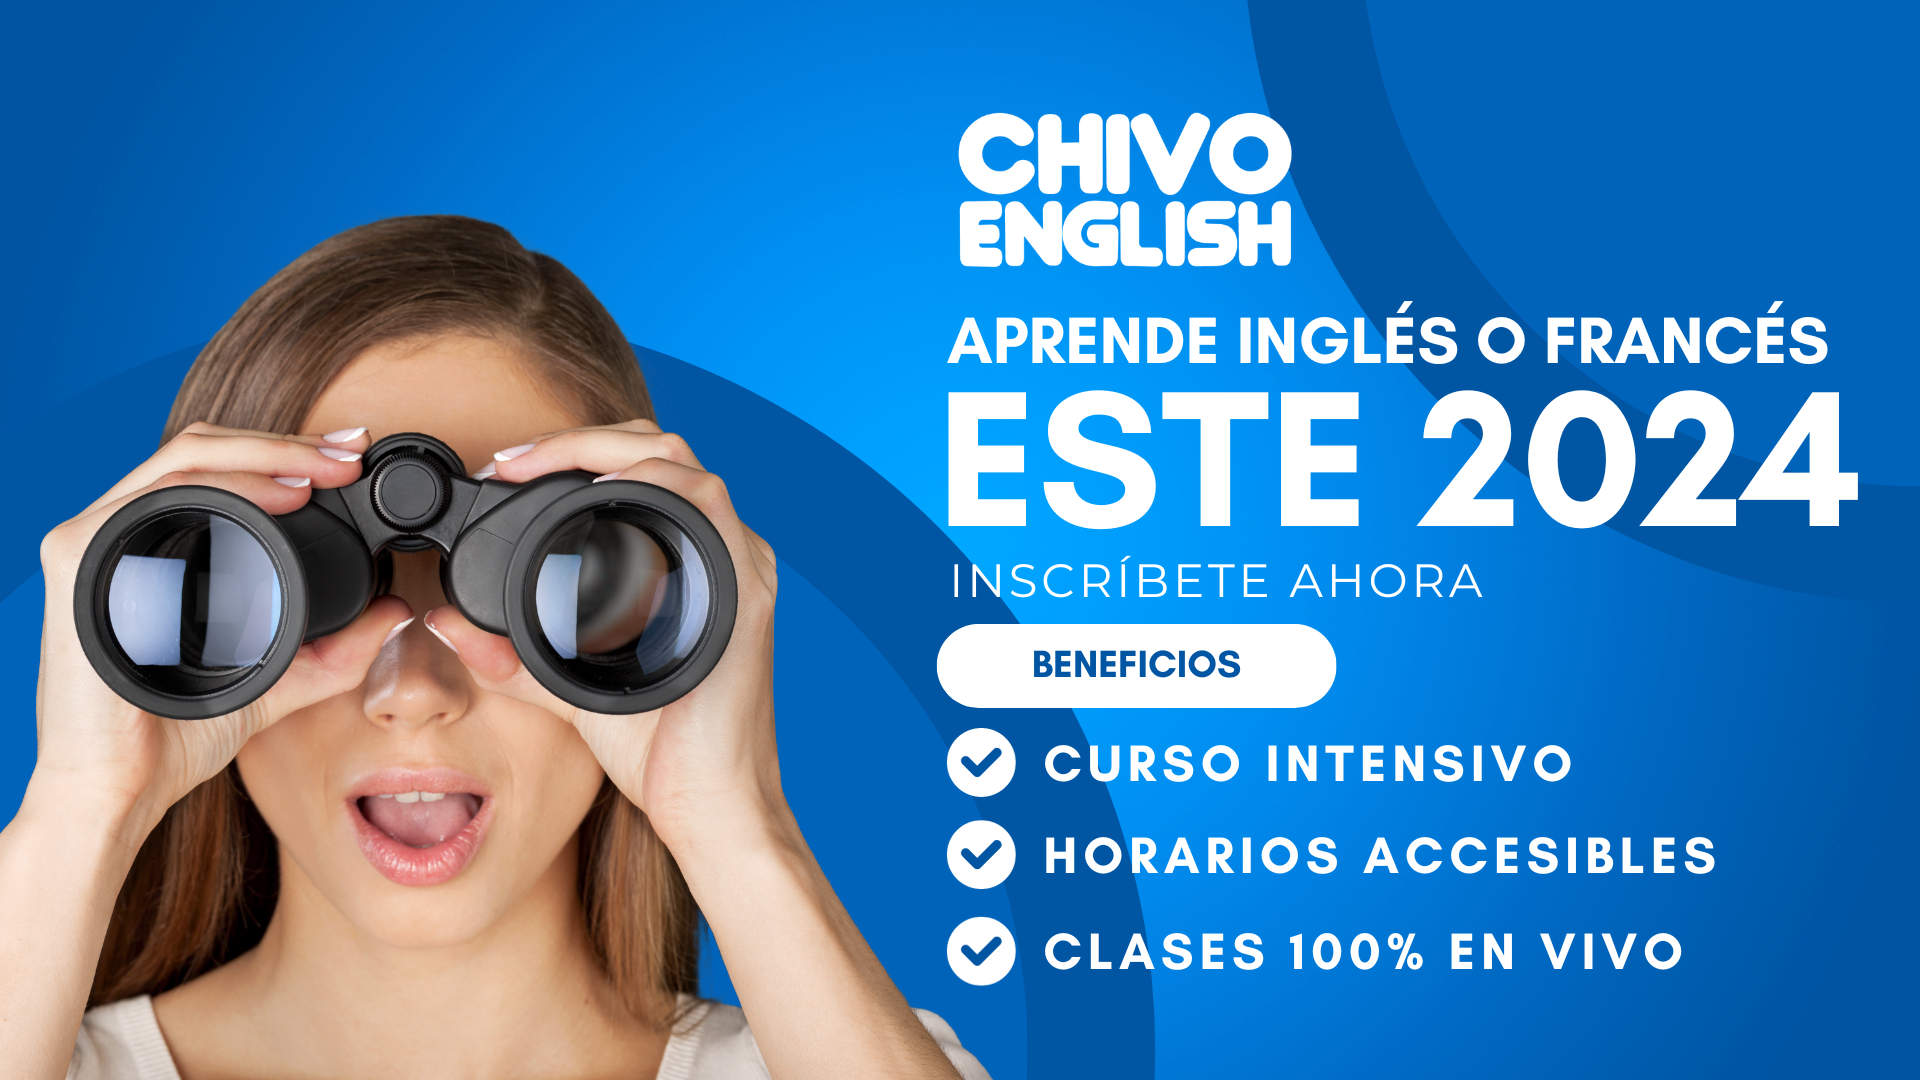 CHIVO
ENGLISH
APRENDE INGLÉS O FRANCÉS
ESTE 2024
INSCRÍBETE AHORA
BENEFICIOS
CURSO INTENSIVO
HORARIOS ACCESIBLES
CLASES 100% EN VIVO